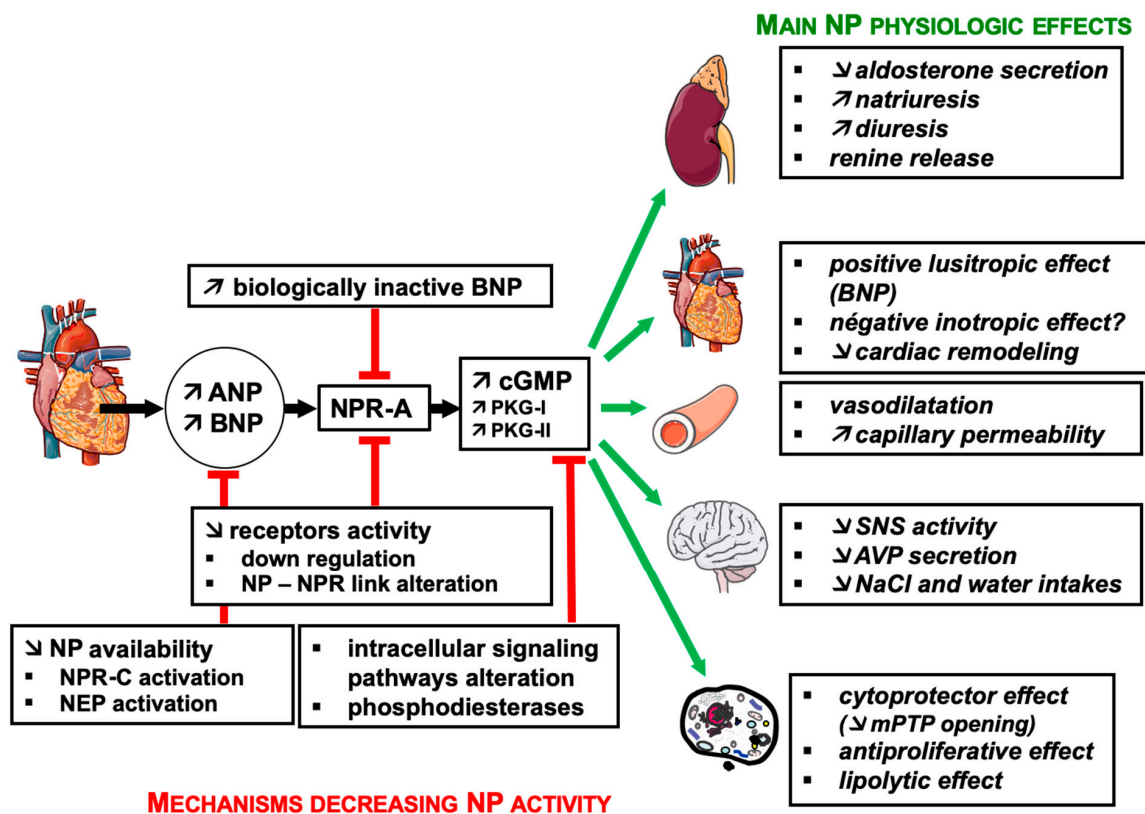 MAIN NP PHYSIOLOGIC EFFECTS
▪ ↘ aldosterone secretion
▪ ↗ natriuresis
▪ ↗ diuresis
▪ renine release
▪ positive lusitropic effect
(BNP)
▪ négative inotropic effect?
▪ ↘ cardiac remodeling
▪ vasodilatation
▪ ↗ capillary permeability
▪ ↘ SNS activity
▪ ↘ AVP secretion
▪ ↘ NaCl and water intakes
▪ cytoprotector effect
(↘ mPTP opening)
▪ antiproliferative effect
▪ lipolytic effect
↗ biologically inactive BNP
↗ ANP
↗ BNP
NPR-A
↗ cGMP
↗ PKG-I
↗ PKG-II
↘ receptors activity
▪ down regulation
▪ NP – NPR link alteration
↘ NP availability
▪ NPR-C activation
▪ NEP activation
▪ intracellular signaling
pathways alteration
▪ phosphodiesterases
MECHANISMS DECREASING NP ACTIVITY